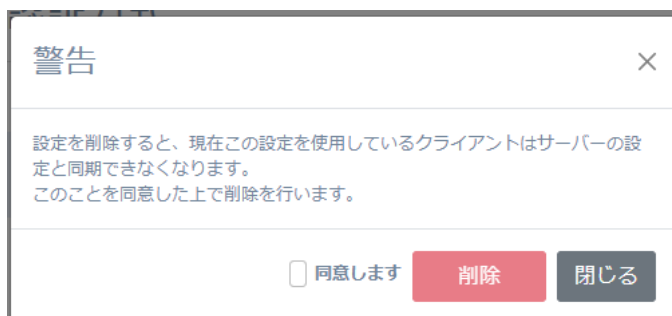 警告
設定を削除すると、現在この設定を使用しているクライアントはサーバーの設
定と同期できなくなります。
このことを同意した上で削除を行います。
同意します 削除 閉じる